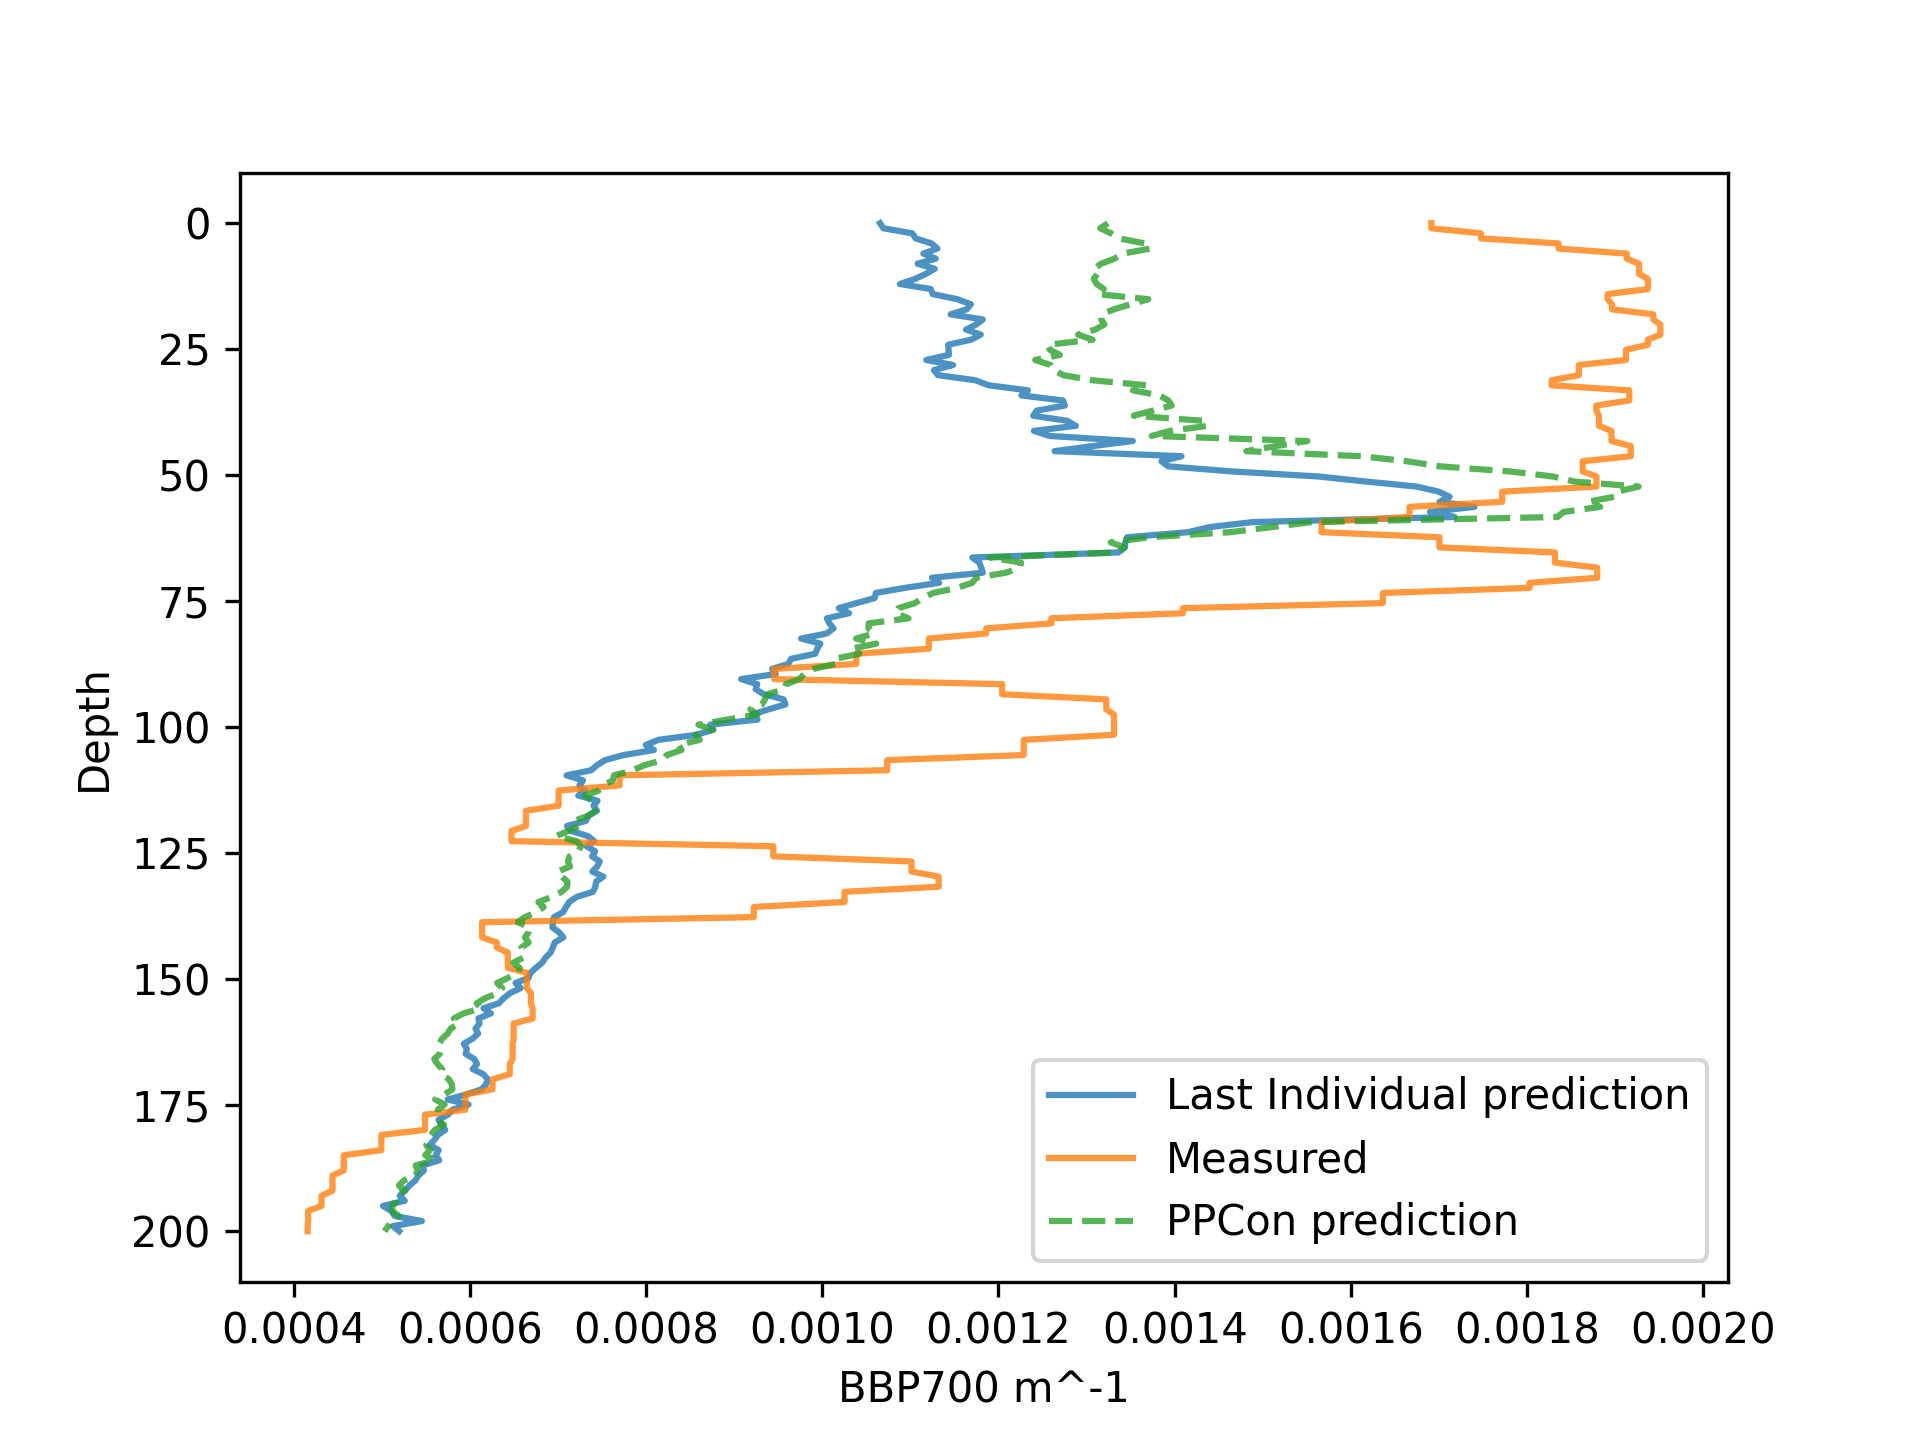 0
25
50
75
100
125
150
175
200
Depth
0.0004 0.0006 0.0008 0.0010 0.0012 0.0014 0.0016 0.0018 0.0020
BBP700 m^-1
Last Individual prediction
Measured
PPCon prediction